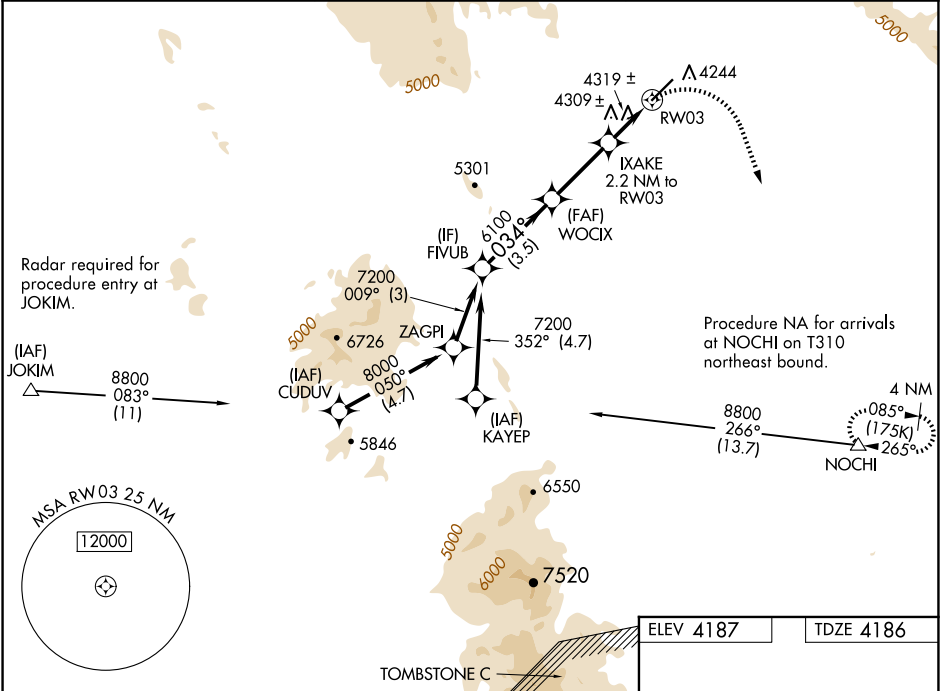 5000
5000
4319 ±
4309 ±
4244
RW03
IXAKE
2.2 NM to
RW03
5301
(FAF)
WOCIX
6100
034°
(3.5)
(IF)
FIVUB
Radar required for
procedure entry at
JOKIM.
7200
009° (3)
5000
6726
ZAGPI
7200
352° (4.7)
Procedure NA for arrivals
at NOCHI on T310
northeast bound.
(IAF)
JOKIM
8800
083°
(11)
(IAF)
CUDUV
8000
050°
(4.7)
(IAF)
KAYEP
8800
266°
(13.7)
4 NM
085°
(175K)
265°
NOCHI
5846
6550
MSA RW03 25 NM
12000
5000
6000
7520
ELEV 4187
TDZE 4186
TOMBSTONE C